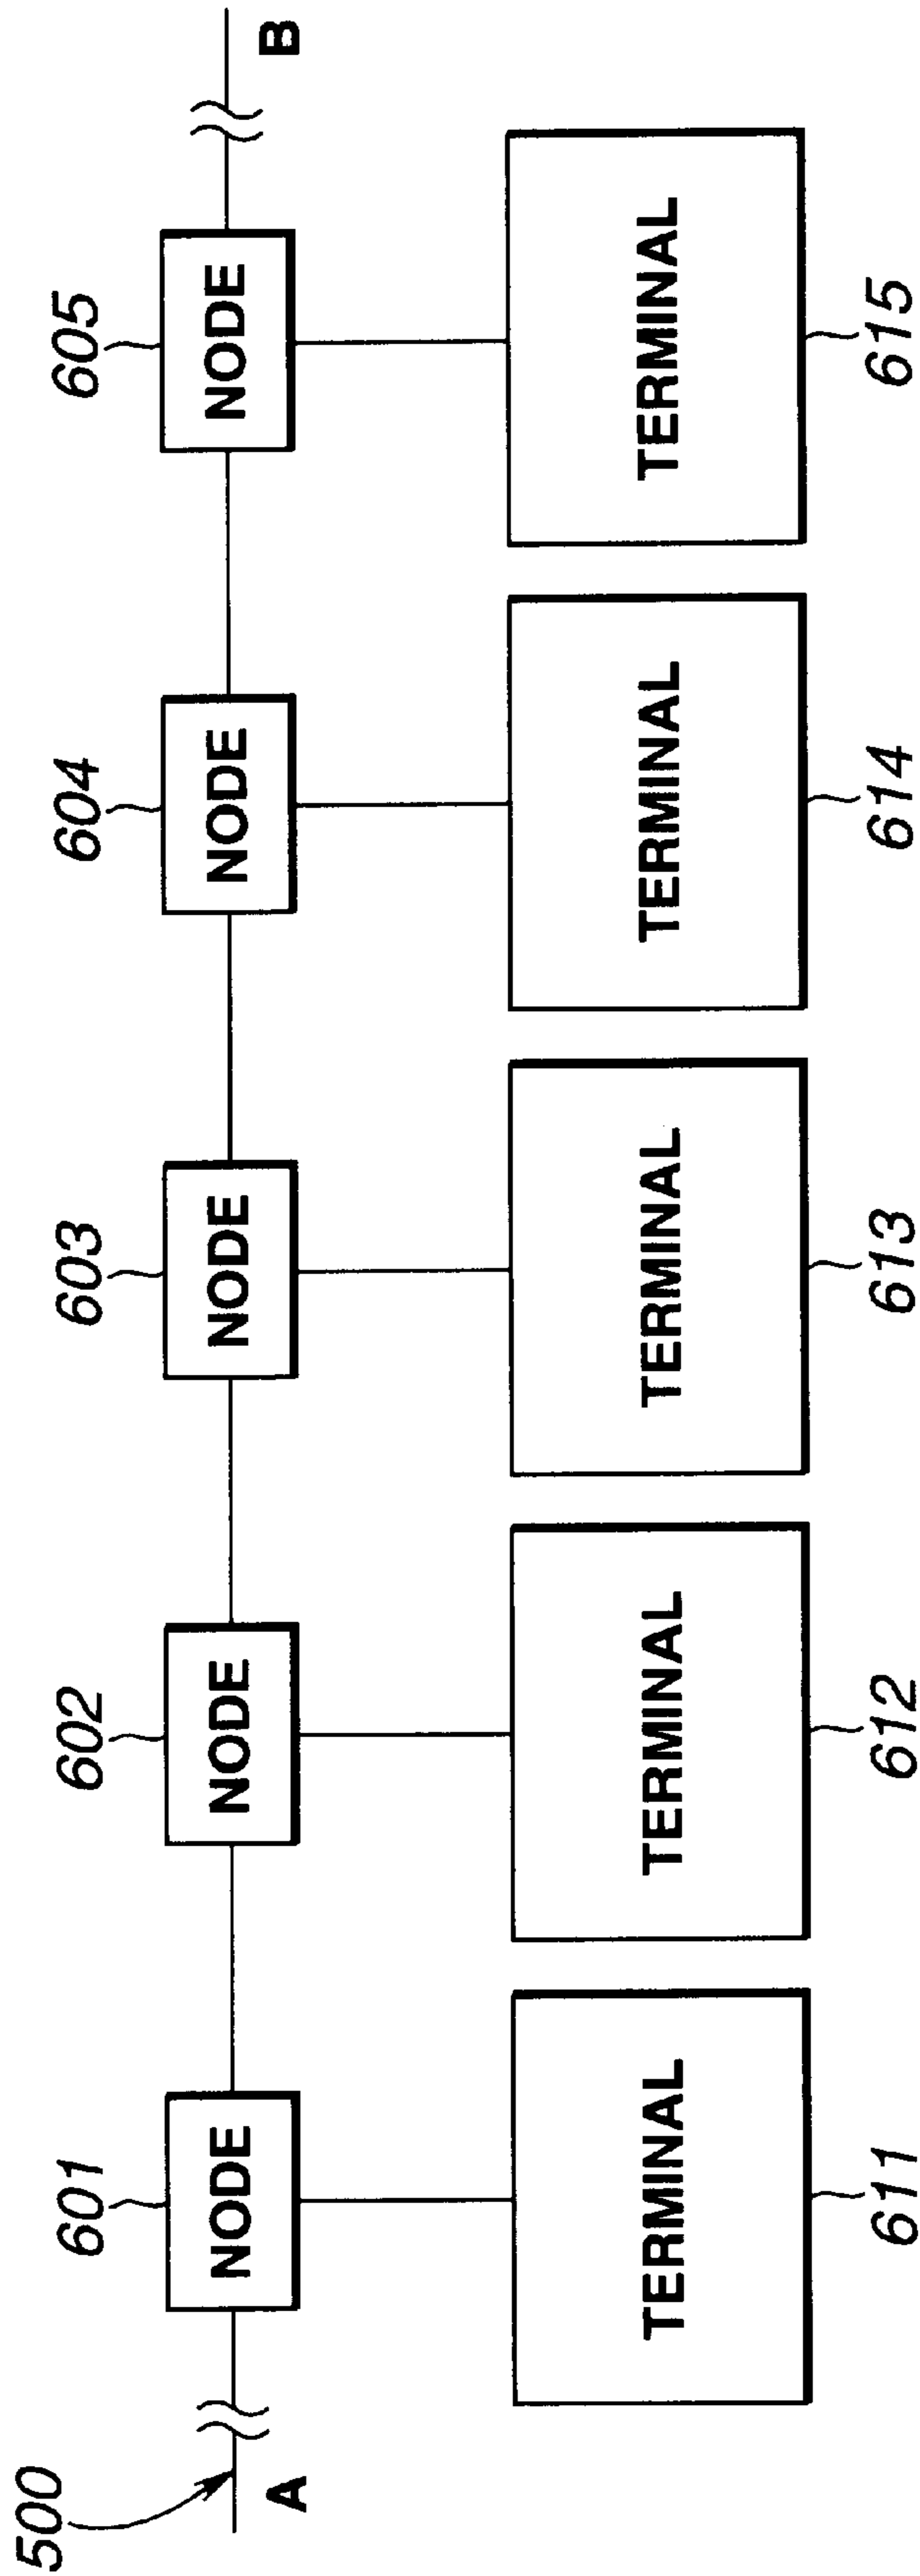 500
601
602
603
604
605
NODE
NODE
NODE
NODE
NODE
A
B
TERMINAL
TERMINAL
TERMINAL
TERMINAL
TERMINAL
611
612
613
614
615